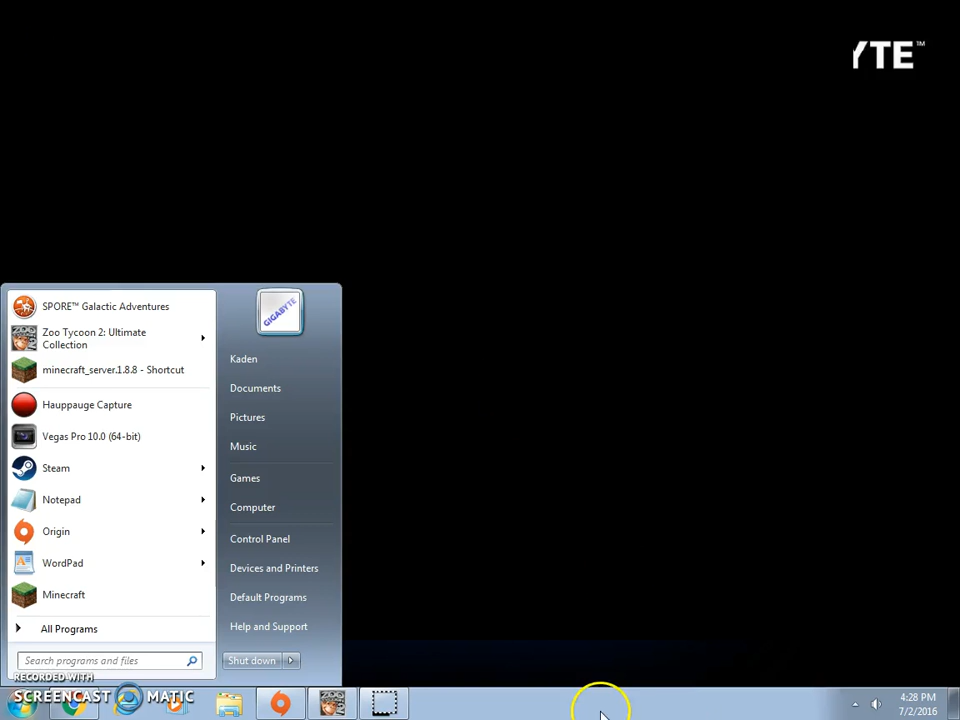 YTE™
SPORE™ Galactic Adventures
Zoo Tycoon 2: Ultimate
Collection
minecraft_server.1.8.8 - Shortcut
Hauppauge Capture
Vegas Pro 10.0 (64-bit)
Steam
Notepad
Origin
WordPad
Minecraft
All Programs
Search programs and files
GIGABYTE
Kaden
Documents
Pictures
Music
Games
Computer
Control Panel
Devices and Printers
Default Programs
Help and Support
Shut down
RECORDED WITH
SCREENCAST MATIC
4:28 PM
7/2/2016